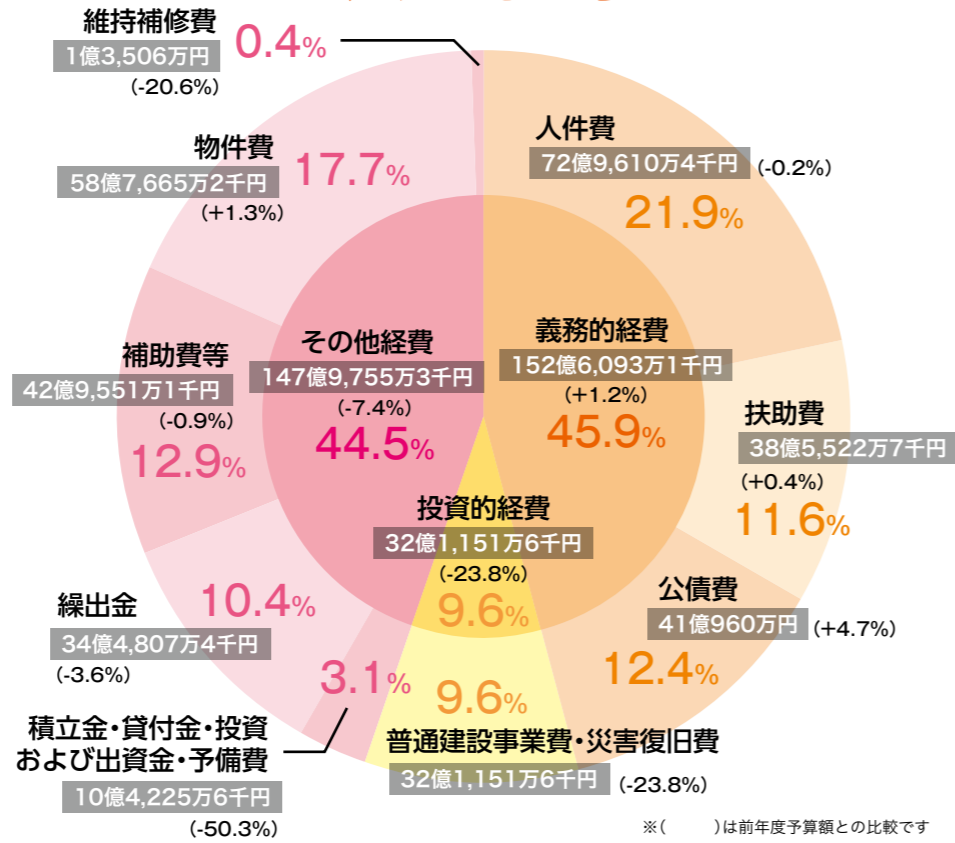 維持補修費
1億3,506万円
(-20.6%)
0.4%
物件費
58億7,665万2千円
(+1.3%)
17.7%
人件費
72億9,610万4千円
(-0.2%)
21.9%
補助費等
42億9,551万1千円
(-0.9%)
12.9%
その他経費
147億9,755万3千円
(-7.4%)
44.5%
義務的経費
152億6,093万1千円
(+1.2%)
45.9%
扶助費
38億5,522万7千円
(+0.4%)
11.6%
投資的経費
32億1,151万6千円
(-23.8%)
9.6%
繰出金
34億4,807万4千円
(-3.6%)
10.4%
公債費
41億960万円
(+4.7%)
12.4%
積立金・貸付金・投資
および出資金・予備費
10億4,225万6千円
(-50.3%)
3.1%
9.6%
普通建設事業費・災害復旧費
32億1,151万6千円
(-23.8%)
※(　　)は前年度予算額との比較です